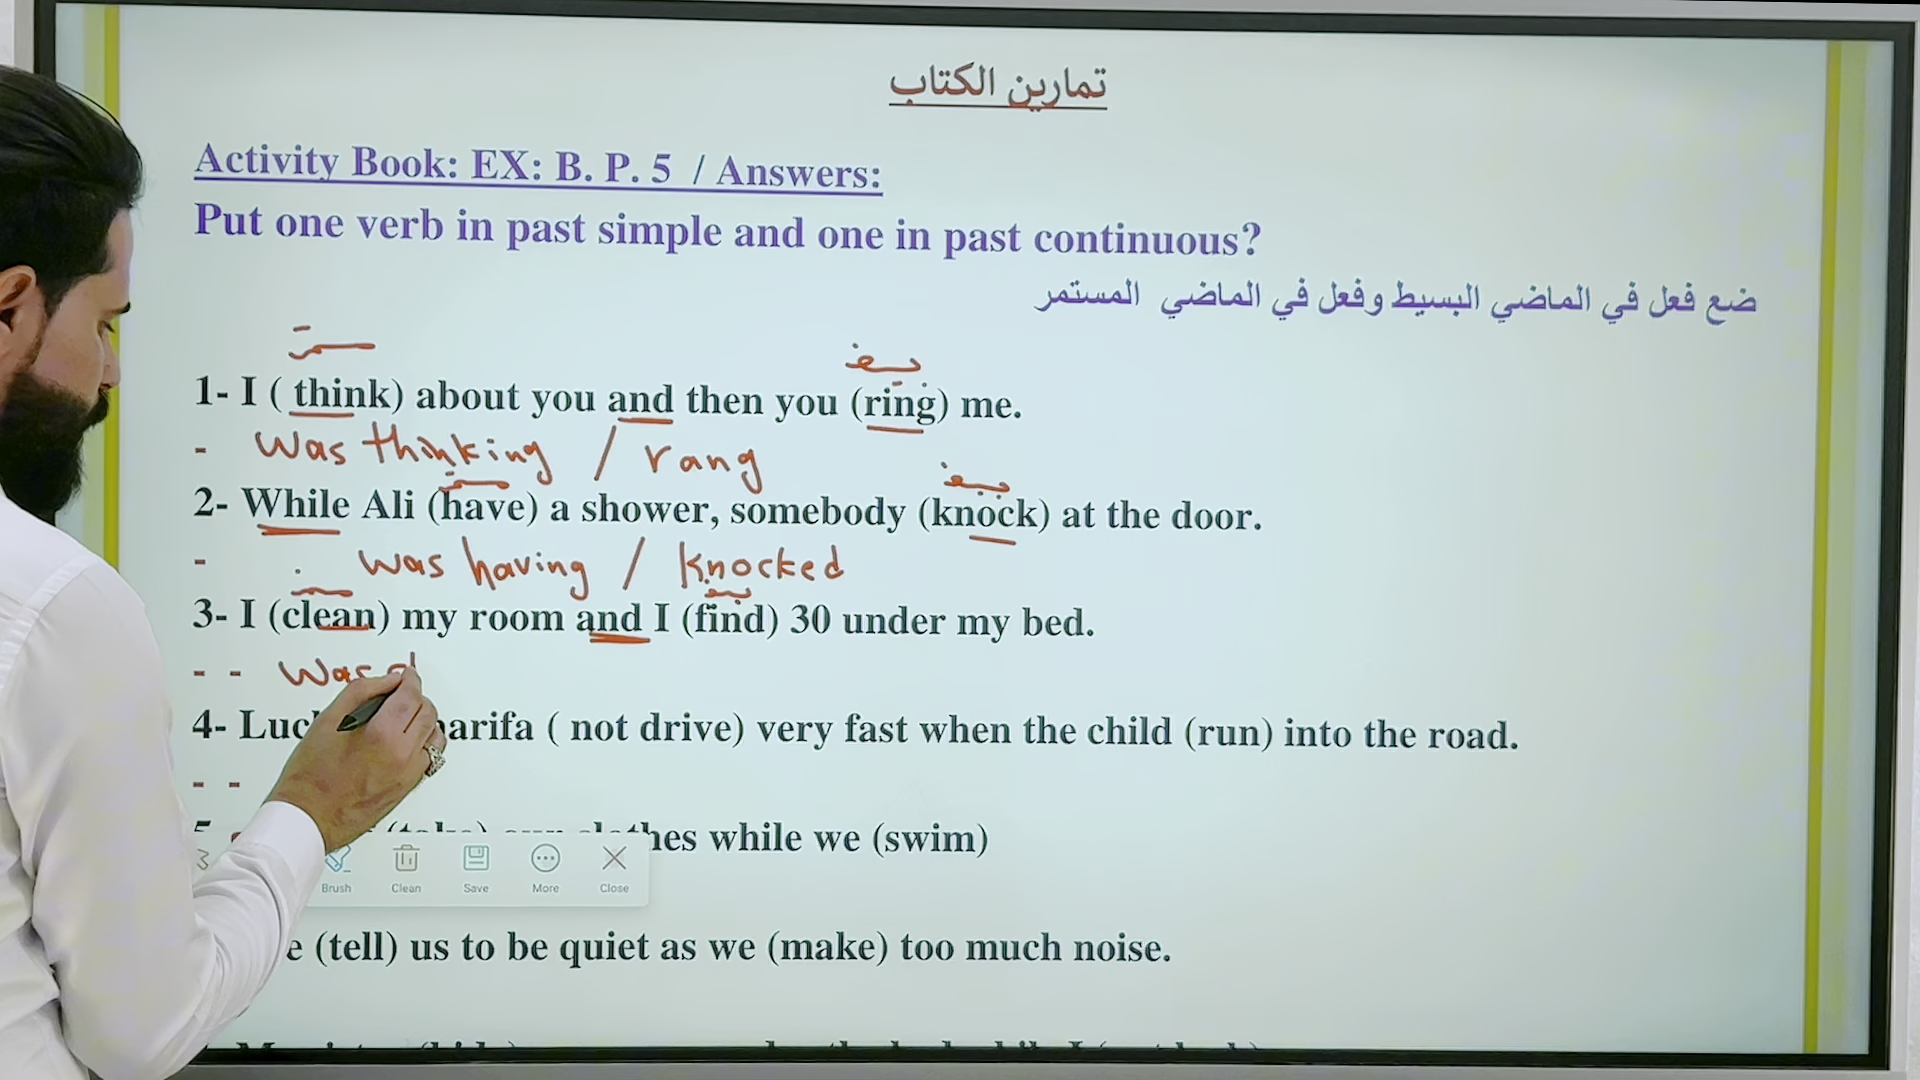 تمارين الكتاب
Activity Book: EX: B. P. 5 / Answers:
Put one verb in past simple and one in past continuous?
ضع فعل في الماضي البسيط وفعل في الماضي المستمر
1- I ( think) about you and then you (ring) me.
- was thinking / rang
2- While Ali (have) a shower, somebody (knock) at the door.
- was having / knocked
3- I (clean) my room and I (find) 30 under my bed.
- - was
4- very fast when the child (run) into the road.
( not drive)
- -
while we (swim)
Brush Clean Save More Close
(tell) us to be quiet as we (make) too much noise.